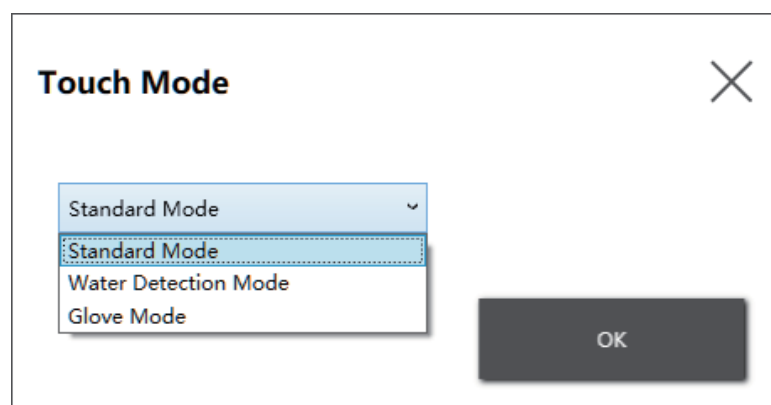 Touch Mode
Standard Mode
Standard Mode
Water Detection Mode
Glove Mode
OK